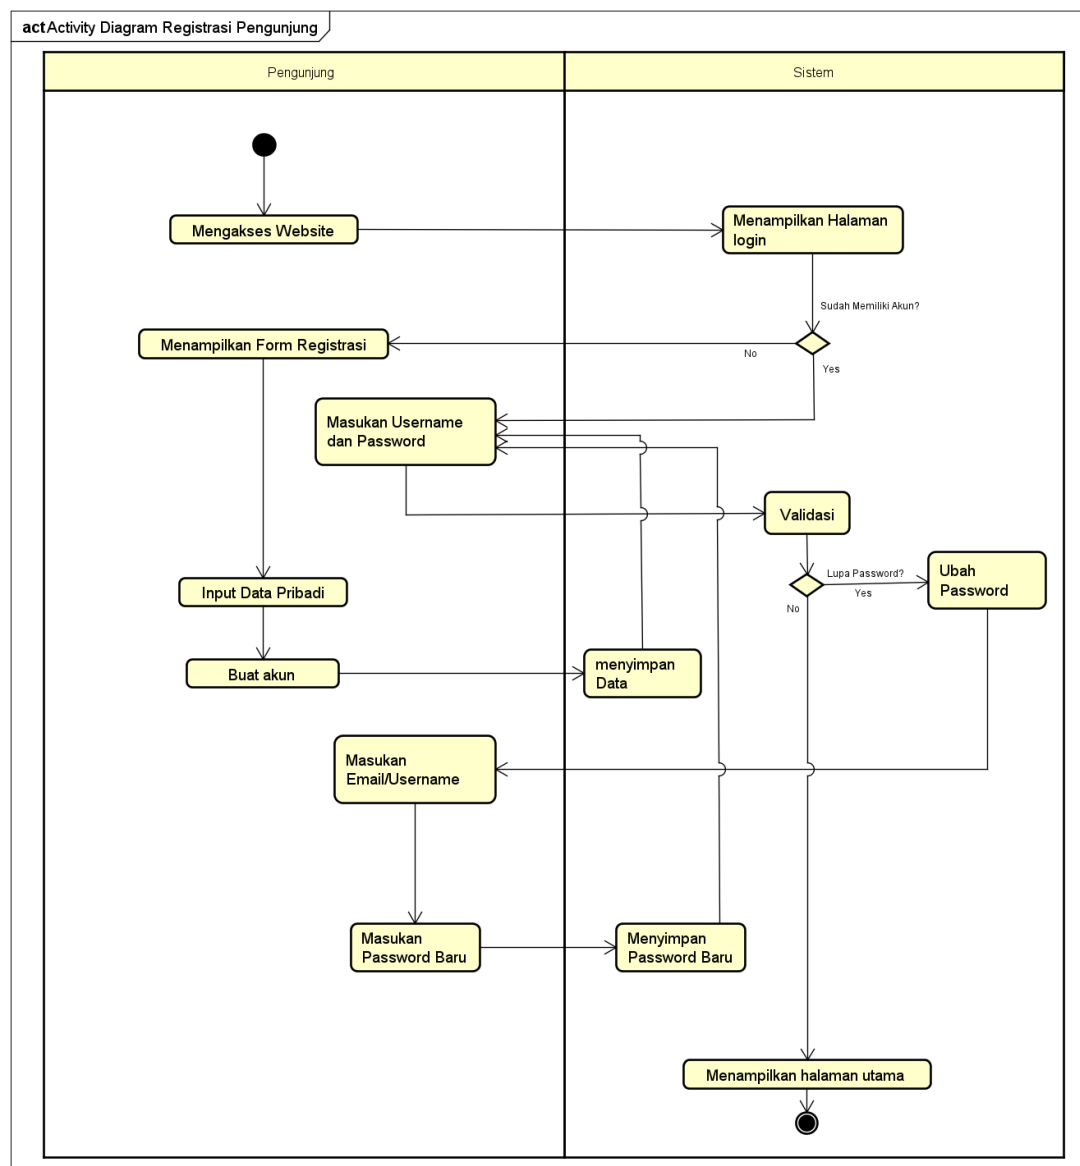 act Activity Diagram Registrasi Pengunjung
Pengunjung
Sistem
Mengakses Website
Menampilkan Halaman
login
Sudah Memiliki Akun?
Menampilkan Form Registrasi
No
Yes
Masukan Username
dan Password
Validasi
Lupa Password?
Yes
No
Ubah
Password
Input Data Pribadi
Buat akun
menyimpan
Data
Masukan
Email/Username
Masukan
Password Baru
Menyimpan
Password Baru
Menampilkan halaman utama